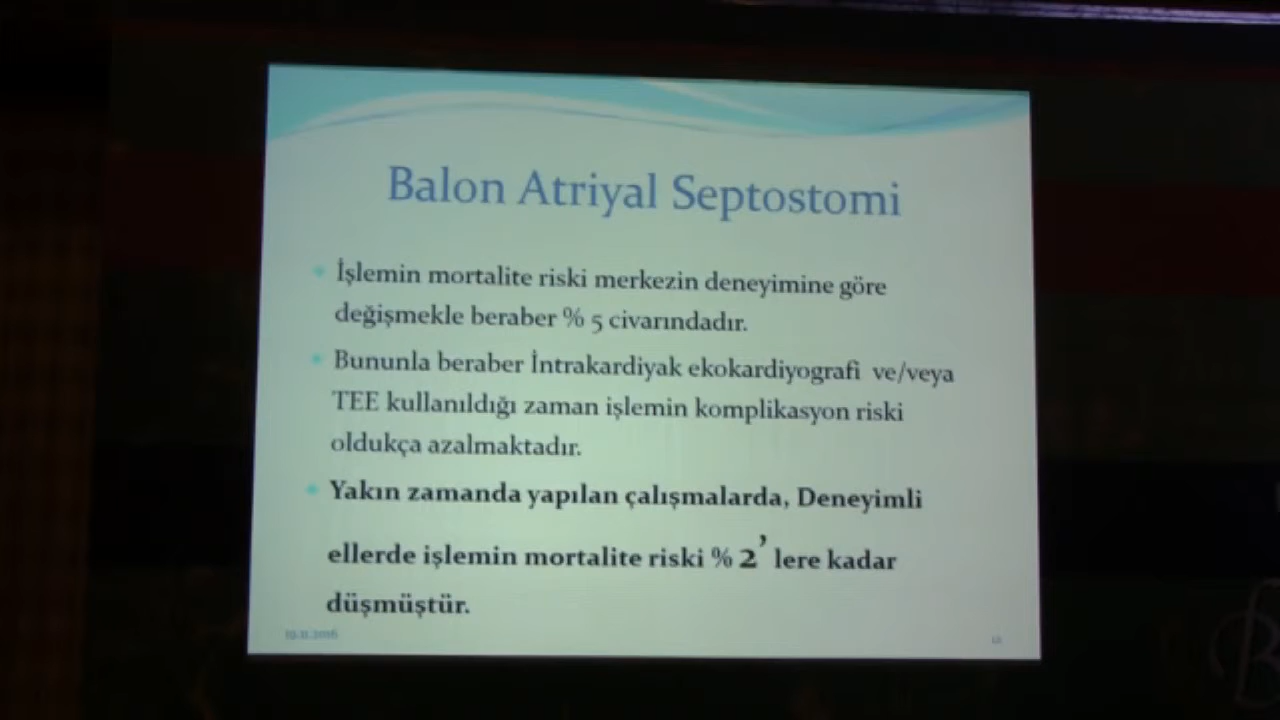 Balon Atriyal Septostomi
İşlemin mortalite riski merkezin deneyimine göre
değişmekle beraber % 5 civarındadır.
Bununla beraber İntrakardiyak ekokardiyografi ve/veya
TEE kullanıldığı zaman işlemin komplikasyon riski
oldukça azalmaktadır.
Yakın zamanda yapılan çalışmalarda, Deneyimli
ellerde işlemin mortalite riski % 2’ lere kadar
düşmüştür.